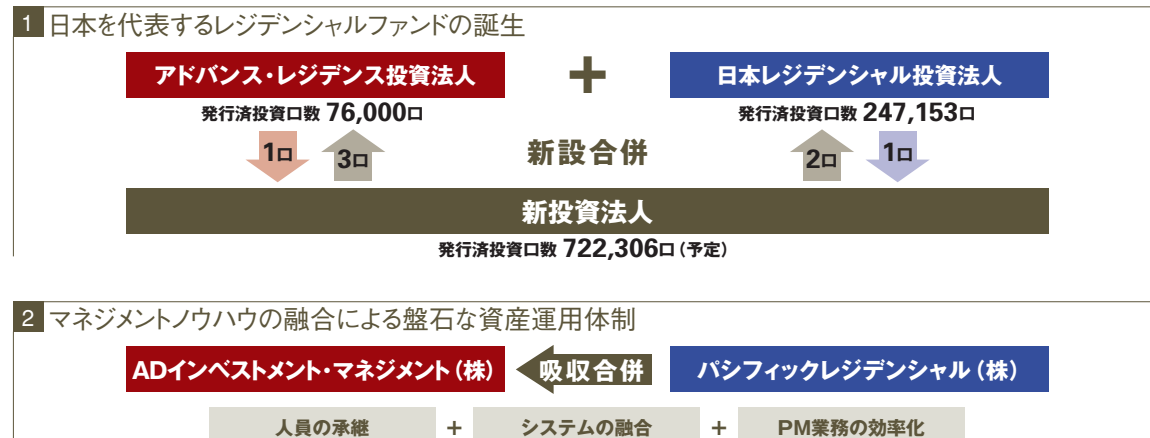 1 日本を代表するレジデンシャルファンドの誕生
アドバンス・レジデンス投資法人 + 日本レジデンシャル投資法人
発行済投資口数 76,000口 発行済投資口数 247,153口
1口 3口 新設合併 2口 1口
新投資法人
発行済投資口数 722,306口(予定)
2 マネジメントノウハウの融合による盤石な資産運用体制
ADインベストメント・マネジメント(株) 吸収合併 パシフィックレジデンシャル(株)
人員の承継 + システムの融合 + PM業務の効率化